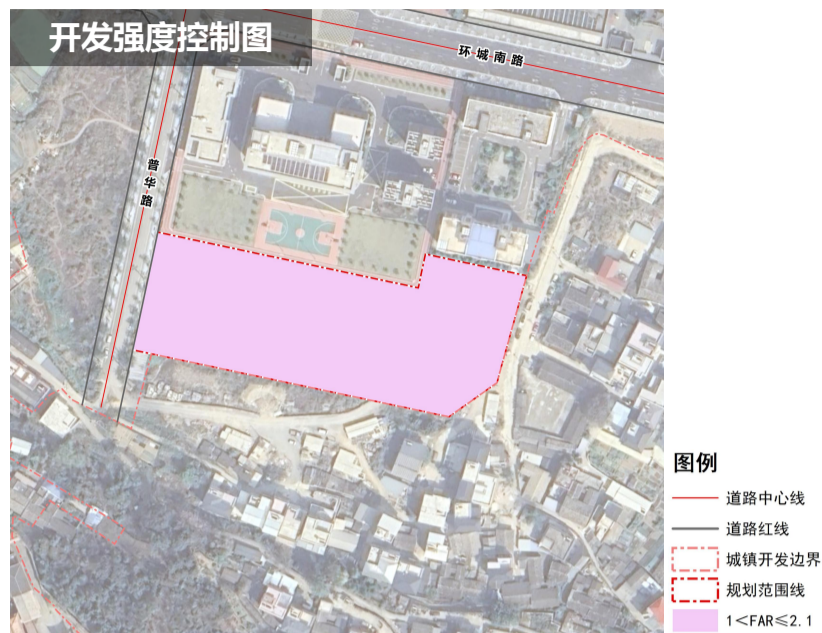 开发强度控制图
环城南路
普华路
图例
道路中心线
道路红线
城镇开发边界
规划范围线
1＜FAR≤2.1